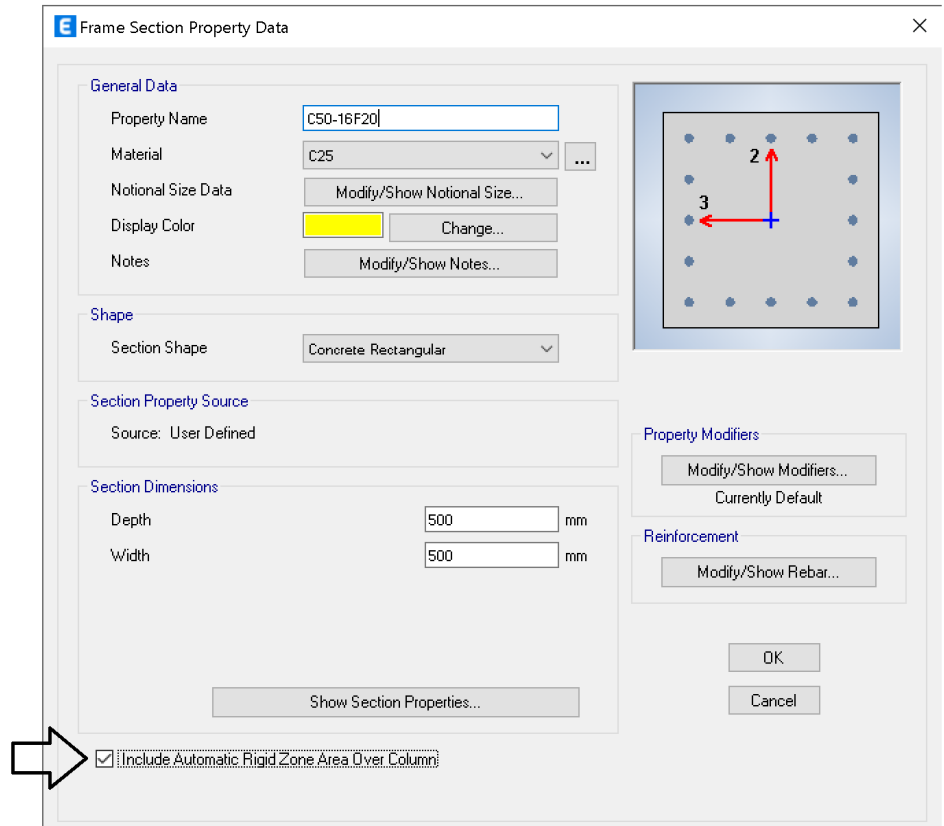 E Frame Section Property Data
General Data
Property Name C50-16F20
Material C25 ...
Notional Size Data Modify/Show Notional Size...
Display Color Change...
Notes Modify/Show Notes...
2
3
Shape
Section Shape Concrete Rectangular
Section Property Source
Source: User Defined
Property Modifiers
Modify/Show Modifiers...
Currently Default
Section Dimensions
Depth 500 mm
Width 500 mm
Reinforcement
Modify/Show Rebar...
OK
Show Section Properties...
Cancel
Include Automatic Rigid Zone Area Over Column